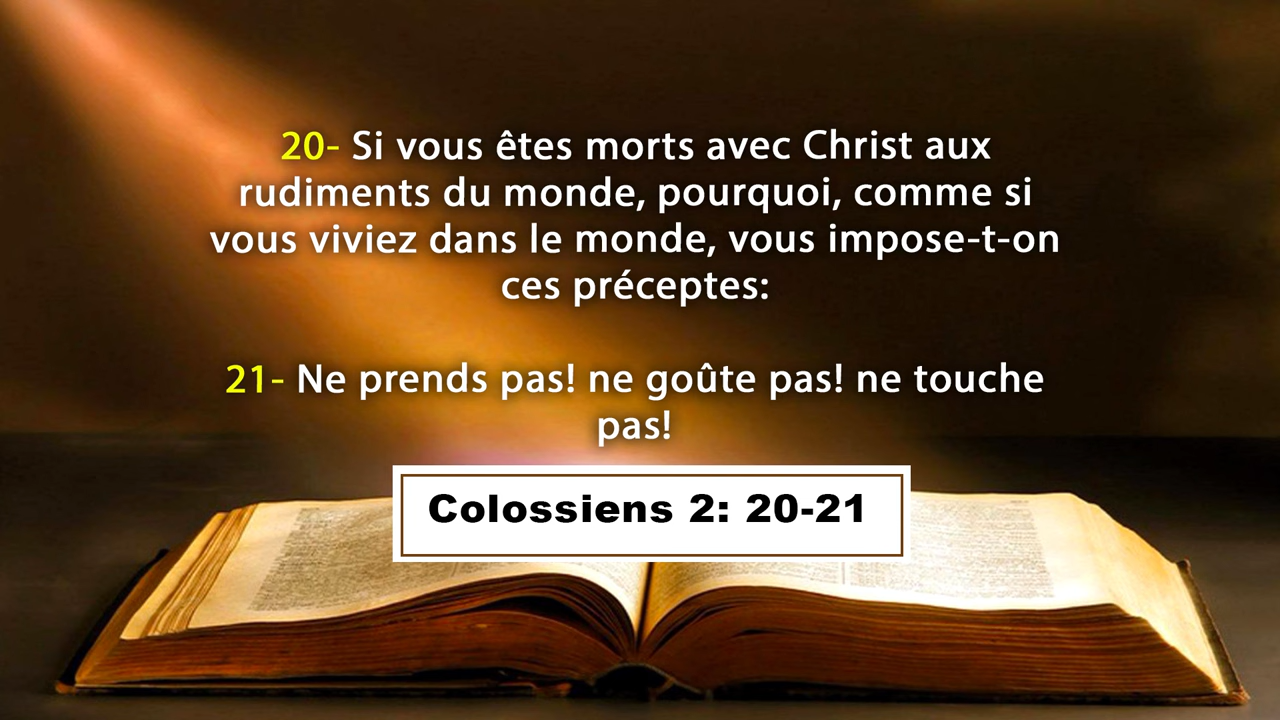 20- Si vous êtes morts avec Christ aux
rudiments du monde, pourquoi, comme si
vous viviez dans le monde, vous impose-t-on
ces préceptes:
21- Ne prends pas! ne goûte pas! ne touche
pas!
Colossiens 2: 20-21